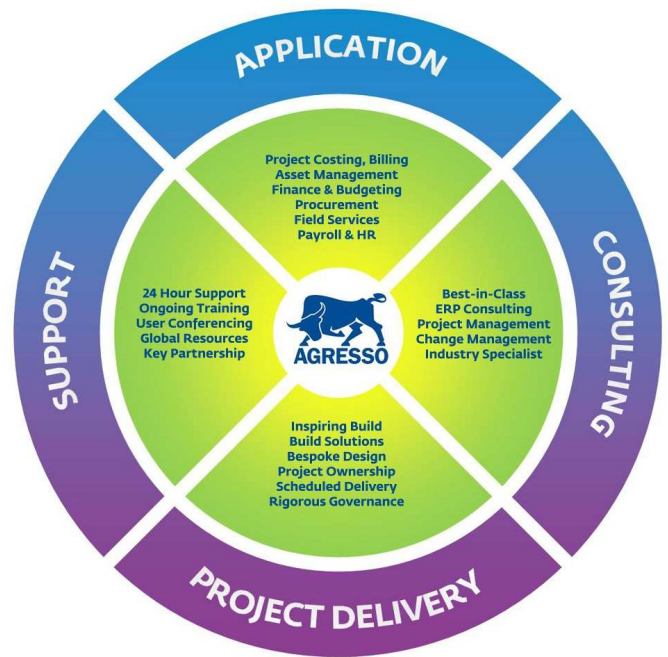 APPLICATION
Project Costing, Billing
Asset Management
Finance & Budgeting
Procurement
Field Services
Payroll & HR
SUPPORT
24 Hour Support
Ongoing Training
User Conferencing
Global Resources
Key Partnership
AGRESSO
Best-in-Class
ERP Consulting
Project Management
Change Management
Industry Specialist
CONSULTING
Inspiring Build
Build Solutions
Bespoke Design
Project Ownership
Scheduled Delivery
Rigorous Governance
PROJECT DELIVERY